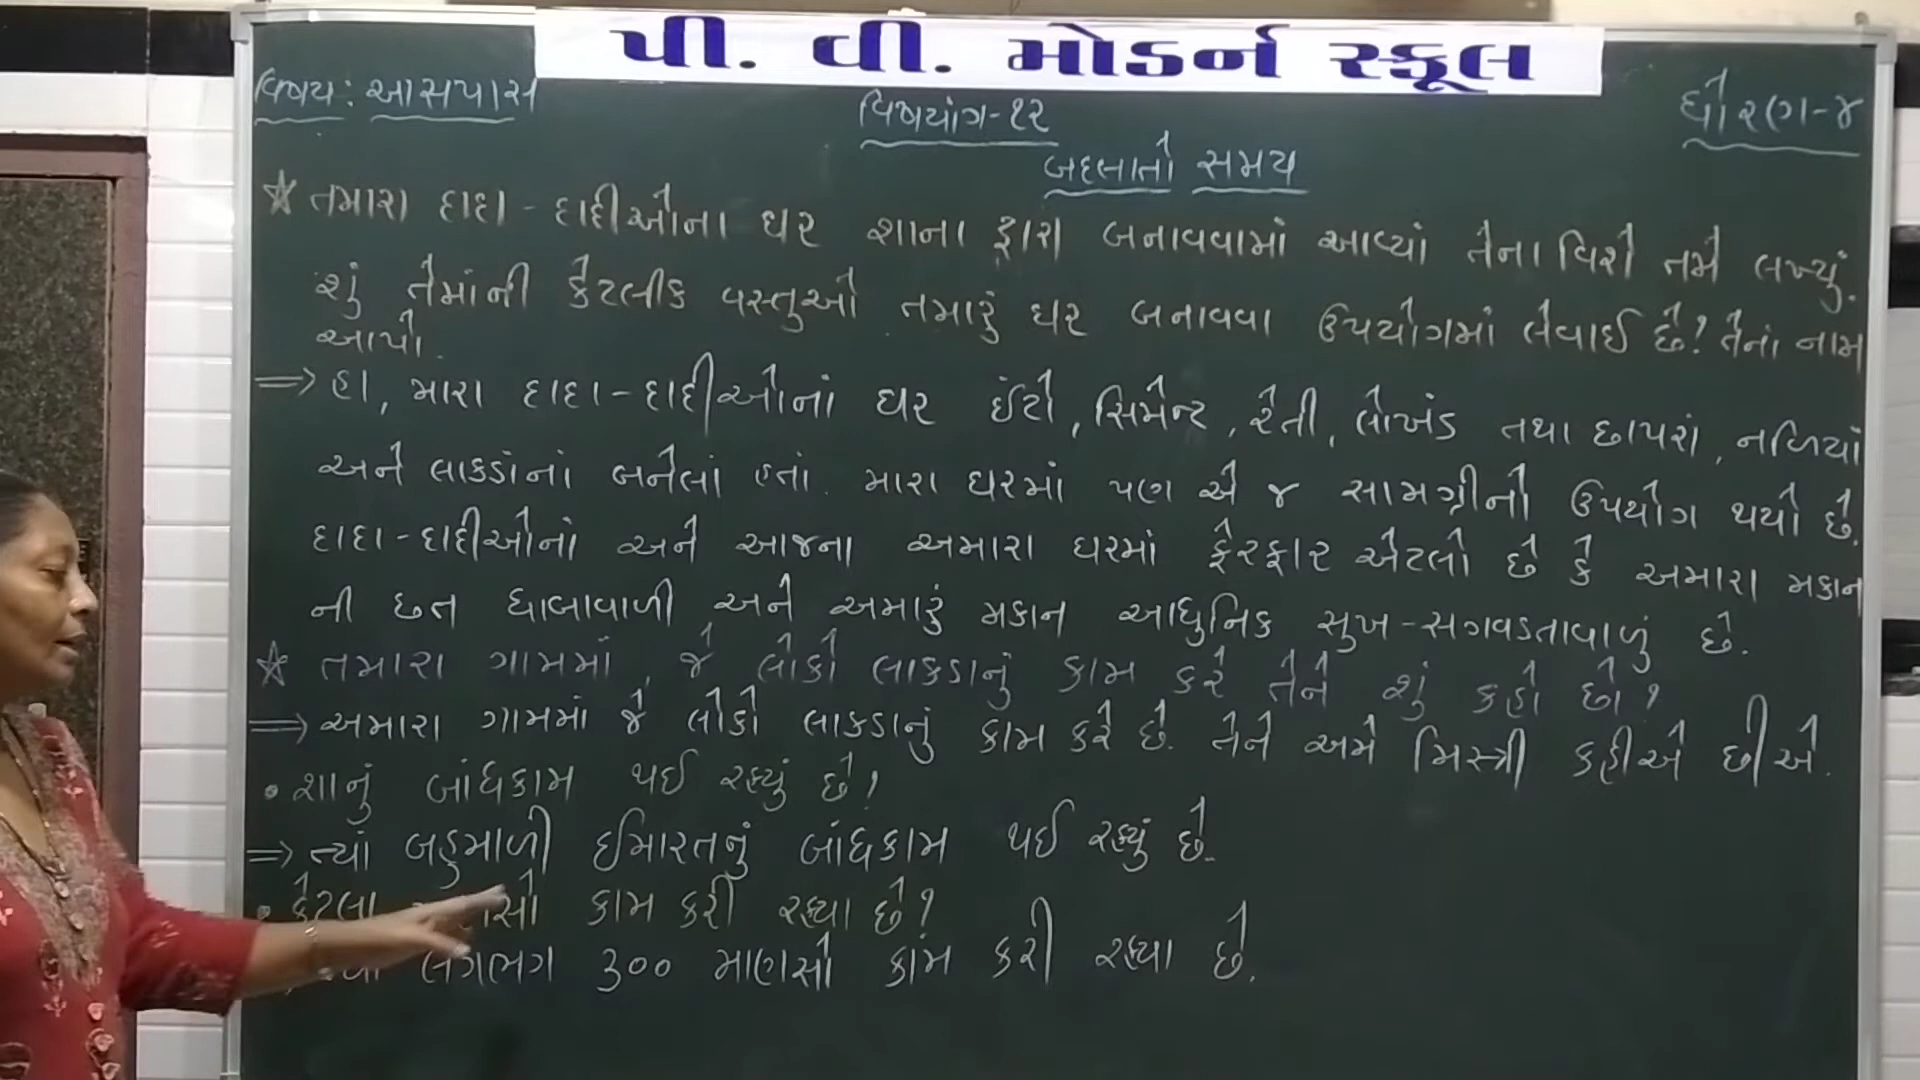 પી. વી. મોડર્ન સ્કૂલ
વિષય: આસપાસ
વિષયાંગ-૧૨
ધોરણ-૪
બદલાતો સમય
☆ તમારા દાદા-દાદીઓના ઘર શાના દ્વારા બનાવવામાં આવ્યાં તેના વિશે તમે લખ્યું.
શું તેમાંની કેટલીક વસ્તુઓ તમારું ઘર બનાવવા ઉપયોગમાં લેવાઈ છે? તેનાં નામ
આપો.
⇒ હા, મારા દાદા-દાદીઓનાં ઘર ઈંટો, સિમેન્ટ, રેતી, લોખંડ તથા છાપરાં, નળિયાં
અને લાકડાંનાં બનેલાં હતાં. મારા ઘરમાં પણ એ જ સામગ્રીનો ઉપયોગ થયો છે.
દાદા-દાદીઓનાં અને આજના અમારા ઘરમાં ફેરફાર એટલો છે કે અમારા મકાન
ની છત ધાબાવાળી અને અમારું મકાન આધુનિક સુખ-સગવડતાવાળું છે.
☆ તમારા ગામમાં, જે લોકો લાકડાનું કામ કરે તેને શું કહો છો?
⇒ અમારા ગામમાં જે લોકો લાકડાનું કામ કરે છે. તેને અમે મિસ્ત્રી કહીએ છીએ.
• શાનું બાંધકામ થઈ રહ્યું છે?
⇒ ત્યાં બહુમાળી ઈમારતનું બાંધકામ થઈ રહ્યું છે.
• કેટલા કામ કરી રહ્યા છે?
લગભગ ૩૦૦ માણસો કામ કરી રહ્યા છે.